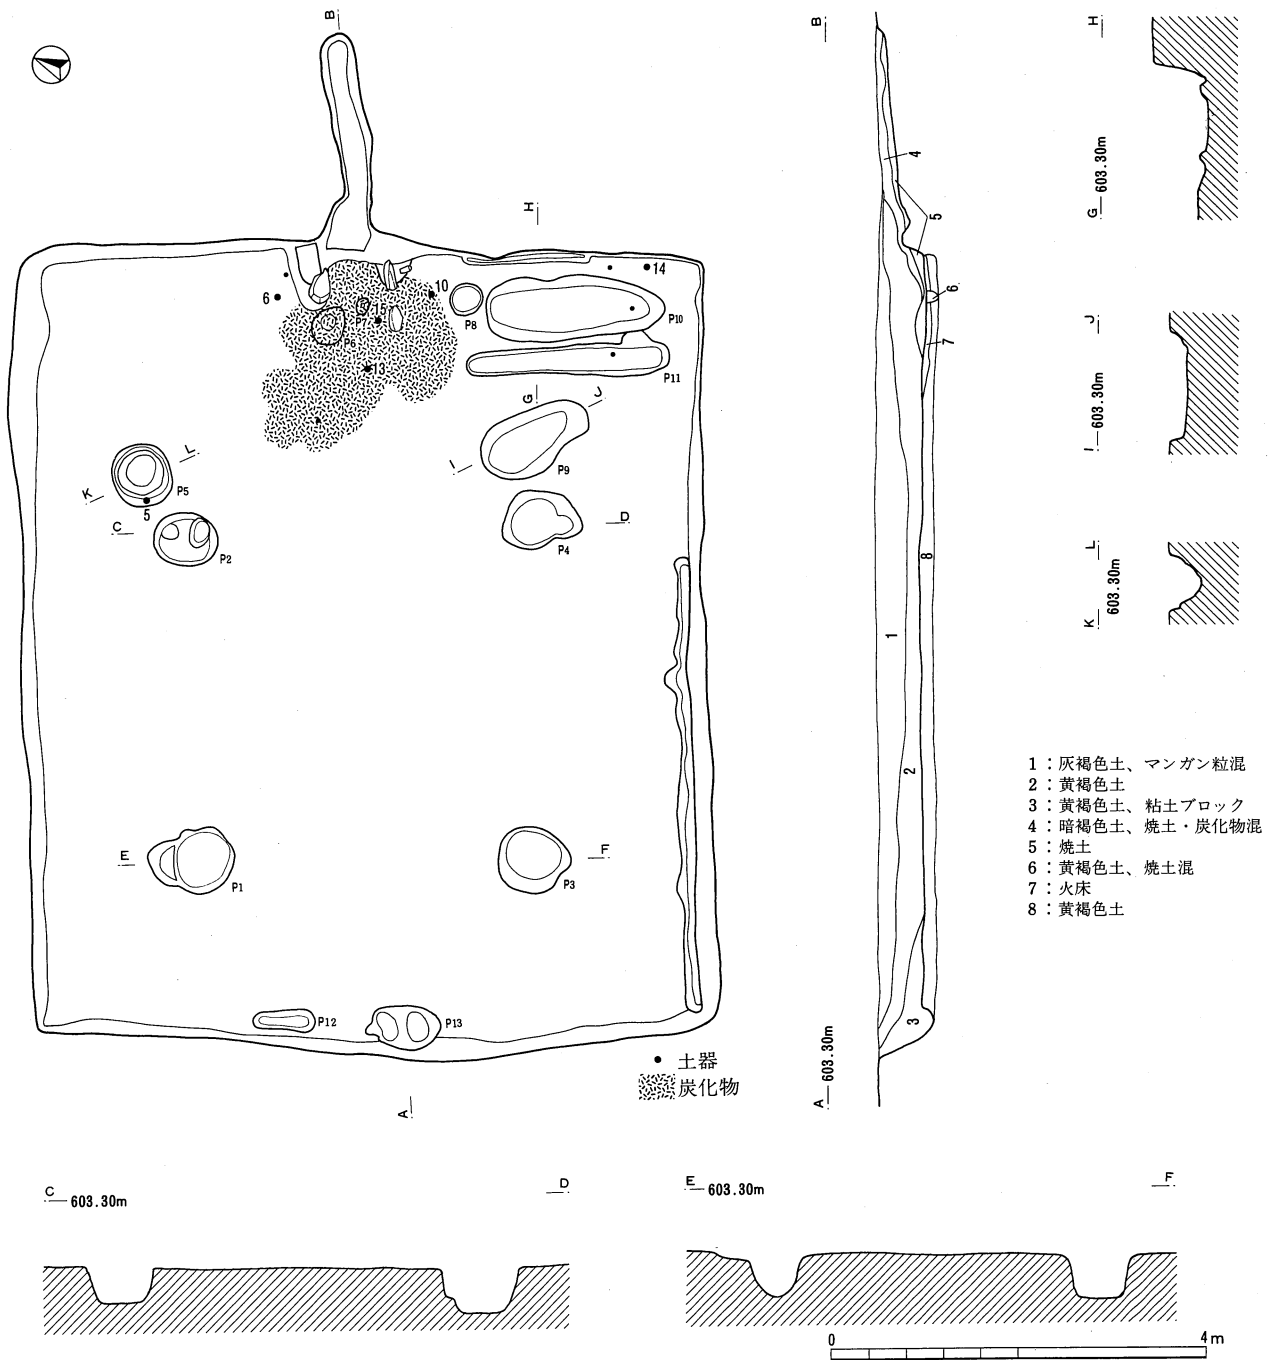 B
B
H
4
G 603.30m
5
H
14
6
10
15
P7
P8
P10
P6
6
7
13
P11
J
I 603.30m
G
J
I
P9
L
K
P5
5
C
P2
D
P4
8
L
K 603.30m
1
2
1：灰褐色土、マンガン粒混
2：黄褐色土
3：黄褐色土、粘土ブロック
4：暗褐色土、焼土・炭化物混
5：焼土
6：黄褐色土、焼土混
7：火床
8：黄褐色土
E
P1
F
P3
P12
P13
3
A 603.30m
土器
炭化物
A
C 603.30m
D
E 603.30m
F
0
4m